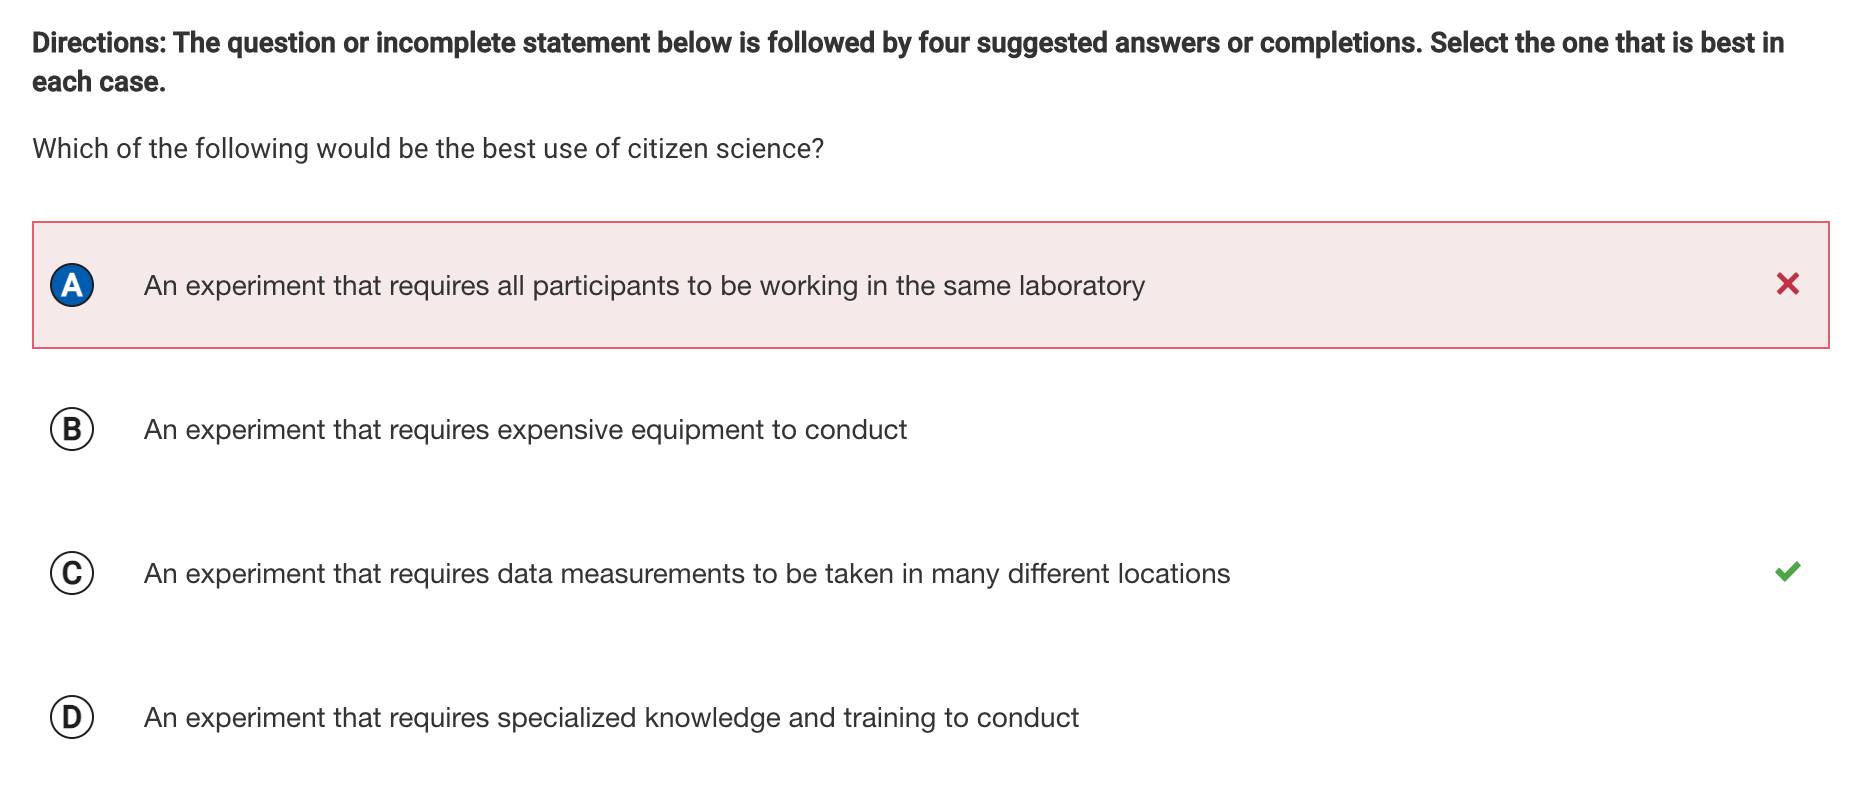 Directions: The question or incomplete statement below is followed by four suggested answers or completions. Select the one that is best in
each case.
Which of the following would be the best use of citizen science?
A An experiment that requires all participants to be working in the same laboratory
B An experiment that requires expensive equipment to conduct
C An experiment that requires data measurements to be taken in many different locations
D An experiment that requires specialized knowledge and training to conduct